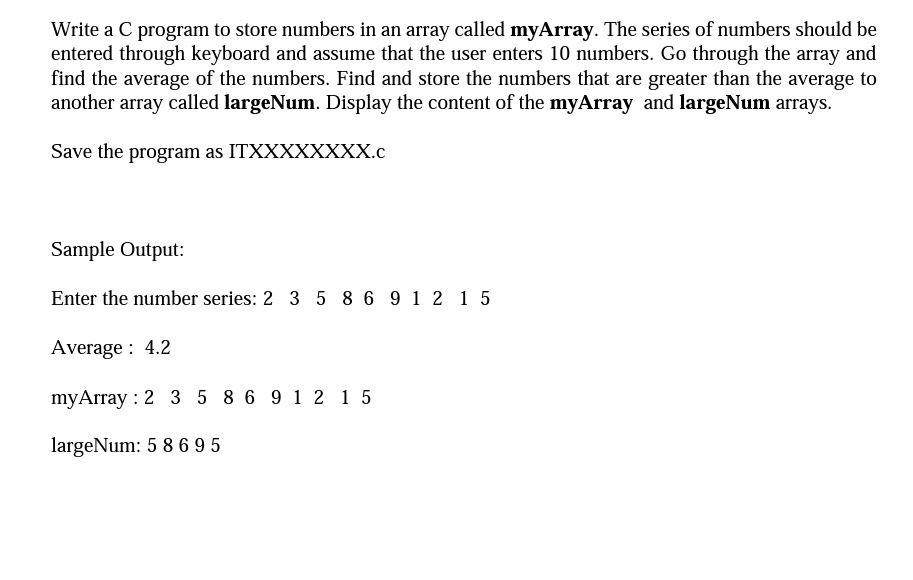 Write a C program to store numbers in an array called myArray. The series of numbers should be
entered through keyboard and assume that the user enters 10 numbers. Go through the array and
find the average of the numbers. Find and store the numbers that are greater than the average to
another array called largeNum. Display the content of the myArray and largeNum arrays.
Save the program as ITXXXXXXXX.c
Sample Output:
Enter the number series: 2 3 5 8 6 9 1 2 1 5
Average : 4.2
myArray : 2 3 5 8 6 9 1 2 1 5
largeNum: 5 8 6 9 5